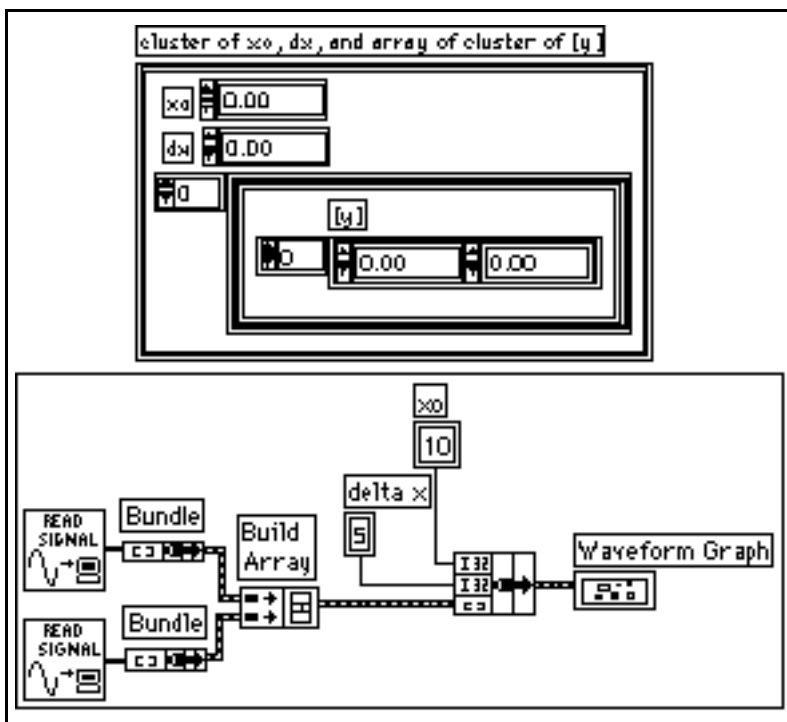 cluster of xo, dx, and array of cluster of [y]
xo 0.00
dx 0.00
0
[y]
0 0.00 0.00
xo
10
delta x
5
READ SIGNAL
Bundle
Build Array
Waveform Graph
I32
I32
READ SIGNAL
Bundle